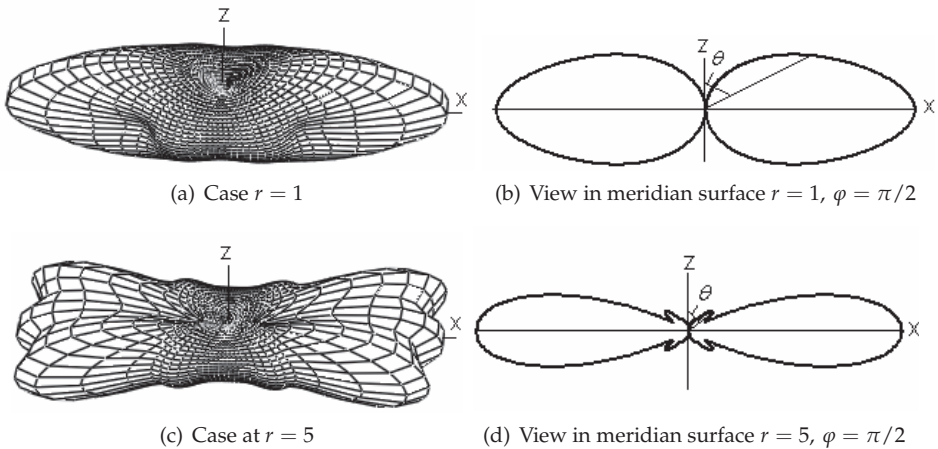 Z
X
(a) Case r = 1
Z
θ
X
(b) View in meridian surface r = 1, φ = π/2
Z
X
(c) Case at r = 5
Z
θ
X
(d) View in meridian surface r = 5, φ = π/2